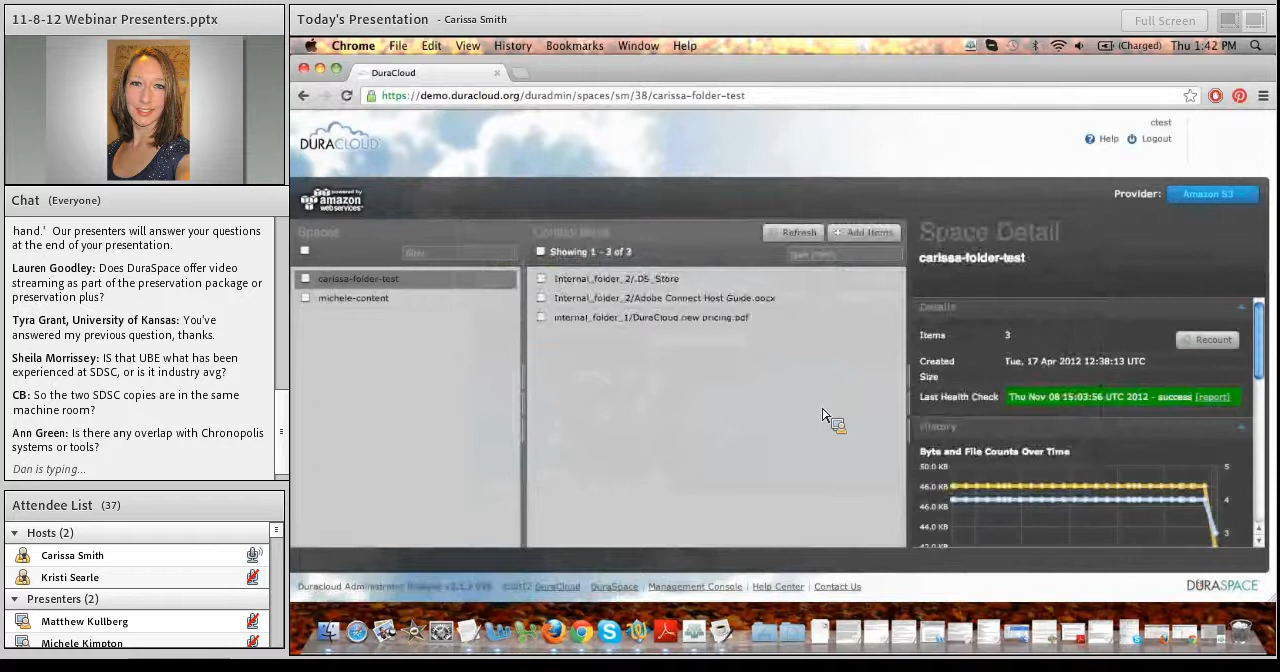 11-8-12 Webinar Presenters.pptx
Chat (Everyone)
hand.' Our presenters will answer your questions
at the end of your presentation.
Lauren Goodley: Does DuraSpace offer video
streaming as part of the preservation package or
preservation plus?
Tyra Grant, University of Kansas: You've
answered my previous question, thanks.
Sheila Morrissey: IS that UBE what has been
experienced at SDSC, or is it industry avg?
CB: So the two SDSC copies are in the same
machine room?
Ann Green: Is there any overlap with Chronopolis
systems or tools?
Dan is typing...
Attendee List (37)
Hosts (2)
Carissa Smith
Kristi Searle
Presenters (2)
Matthew Kullberg
Michele Kimpton
Today's Presentation - Carissa Smith
Full Screen
Chrome File Edit View History Bookmarks Window Help
(Charged) Thu 1:42 PM
DuraCloud
https://demo.duracloud.org/duradmin/spaces/sm/38/carissa-folder-test
DURACLOUD
ctest
Help Logout
powered by
amazon
webservices
Provider: Amazon S3
Spaces
filter
Content Items
Refresh
Add Items
Showing 1 - 3 of 3
carissa-folder-test
michele-content
Internal_folder_2/.DS_Store
Internal_folder_2/Adobe Connect Host Guide.docx
internal_folder_1/DuraCloud new pricing.pdf
Space Detail
carissa-folder-test
Details
Items 3
Recount
Created Tue, 17 Apr 2012 12:38:13 UTC
Size
Last Health Check Thu Nov 08 15:03:56 UTC 2012 - success [report]
History
Byte and File Counts Over Time
50.0 KB
48.0 KB
46.0 KB
44.0 KB
5
4
3
Duracloud Administrator
DuraCloud
DuraSpace
Management Console
Help Center
Contact Us
DURASPACE